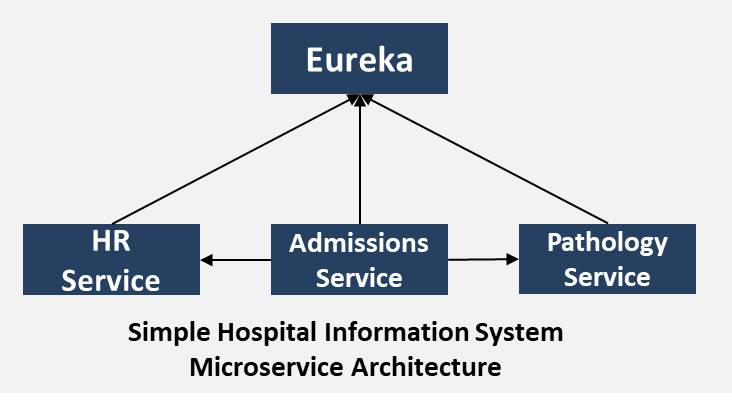 Eureka
HR
Service
Admissions
Service
Pathology
Service
Simple Hospital Information System
Microservice Architecture